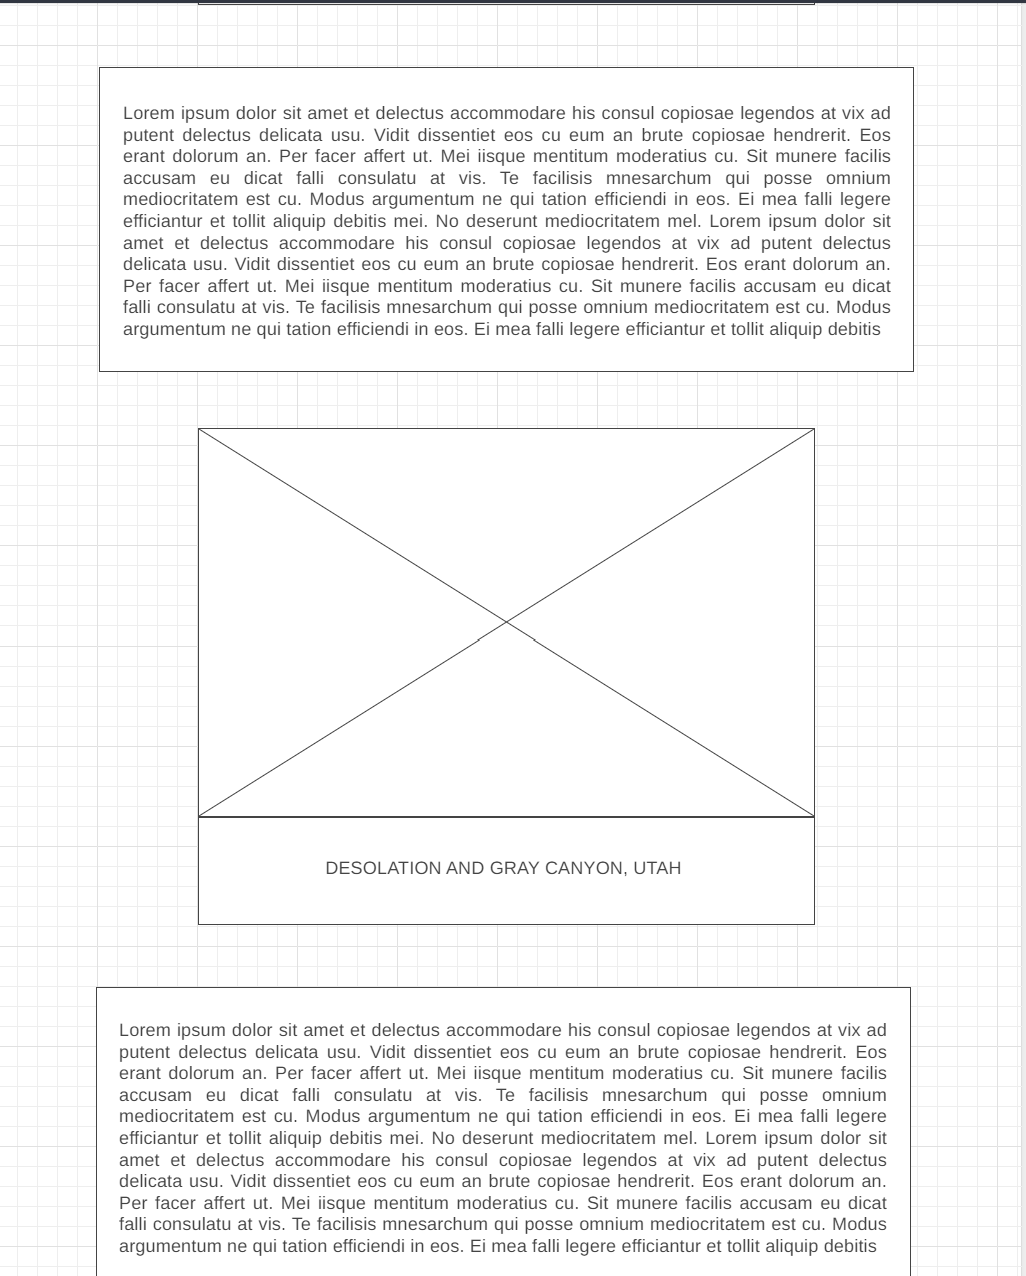 Lorem ipsum dolor sit amet et delectus accommodare his consul copiosae legendos at vix ad
putent delectus delicata usu. Vidit dissentiet eos cu eum an brute copiosae hendrerit. Eos
erant dolorum an. Per facer affert ut. Mei iisque mentitum moderatius cu. Sit munere facilis
accusam eu dicat falli consulatu at vis. Te facilisis mnesarchum qui posse omnium
mediocritatem est cu. Modus argumentum ne qui tation efficiendi in eos. Ei mea falli legere
efficiantur et tollit aliquip debitis mei. No deserunt mediocritatem mel. Lorem ipsum dolor sit
amet et delectus accommodare his consul copiosae legendos at vix ad putent delectus
delicata usu. Vidit dissentiet eos cu eum an brute copiosae hendrerit. Eos erant dolorum an.
Per facer affert ut. Mei iisque mentitum moderatius cu. Sit munere facilis accusam eu dicat
falli consulatu at vis. Te facilisis mnesarchum qui posse omnium mediocritatem est cu. Modus
argumentum ne qui tation efficiendi in eos. Ei mea falli legere efficiantur et tollit aliquip debitis
DESOLATION AND GRAY CANYON, UTAH
Lorem ipsum dolor sit amet et delectus accommodare his consul copiosae legendos at vix ad
putent delectus delicata usu. Vidit dissentiet eos cu eum an brute copiosae hendrerit. Eos
erant dolorum an. Per facer affert ut. Mei iisque mentitum moderatius cu. Sit munere facilis
accusam eu dicat falli consulatu at vis. Te facilisis mnesarchum qui posse omnium
mediocritatem est cu. Modus argumentum ne qui tation efficiendi in eos. Ei mea falli legere
efficiantur et tollit aliquip debitis mei. No deserunt mediocritatem mel. Lorem ipsum dolor sit
amet et delectus accommodare his consul copiosae legendos at vix ad putent delectus
delicata usu. Vidit dissentiet eos cu eum an brute copiosae hendrerit. Eos erant dolorum an.
Per facer affert ut. Mei iisque mentitum moderatius cu. Sit munere facilis accusam eu dicat
falli consulatu at vis. Te facilisis mnesarchum qui posse omnium mediocritatem est cu. Modus
argumentum ne qui tation efficiendi in eos. Ei mea falli legere efficiantur et tollit aliquip debitis